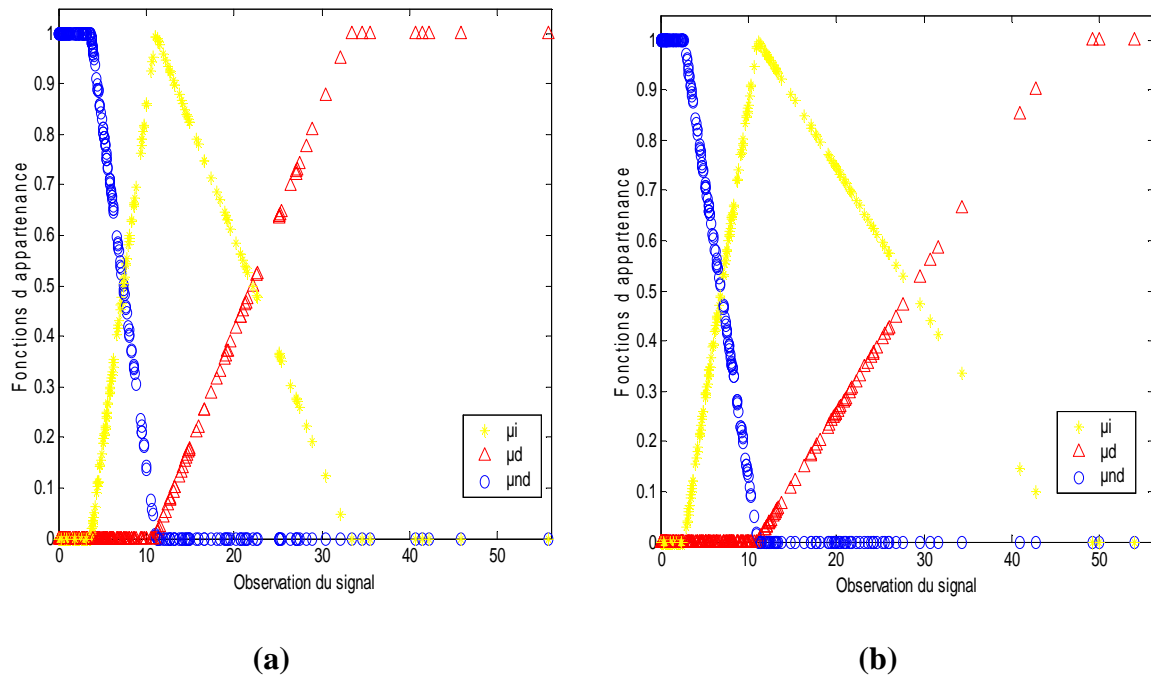 1
0.9
0.8
0.7
0.6
0.5
0.4
0.3
0.2
0.1
0
Fonctions d appartenance
0 10 20 30 40 50
Observation du signal
µi
µd
µnd
(a)
1
0.9
0.8
0.7
0.6
0.5
0.4
0.3
0.2
0.1
0
Fonctions d appartenance
0 10 20 30 40 50
Observation du signal
µi
µd
µnd
(b)